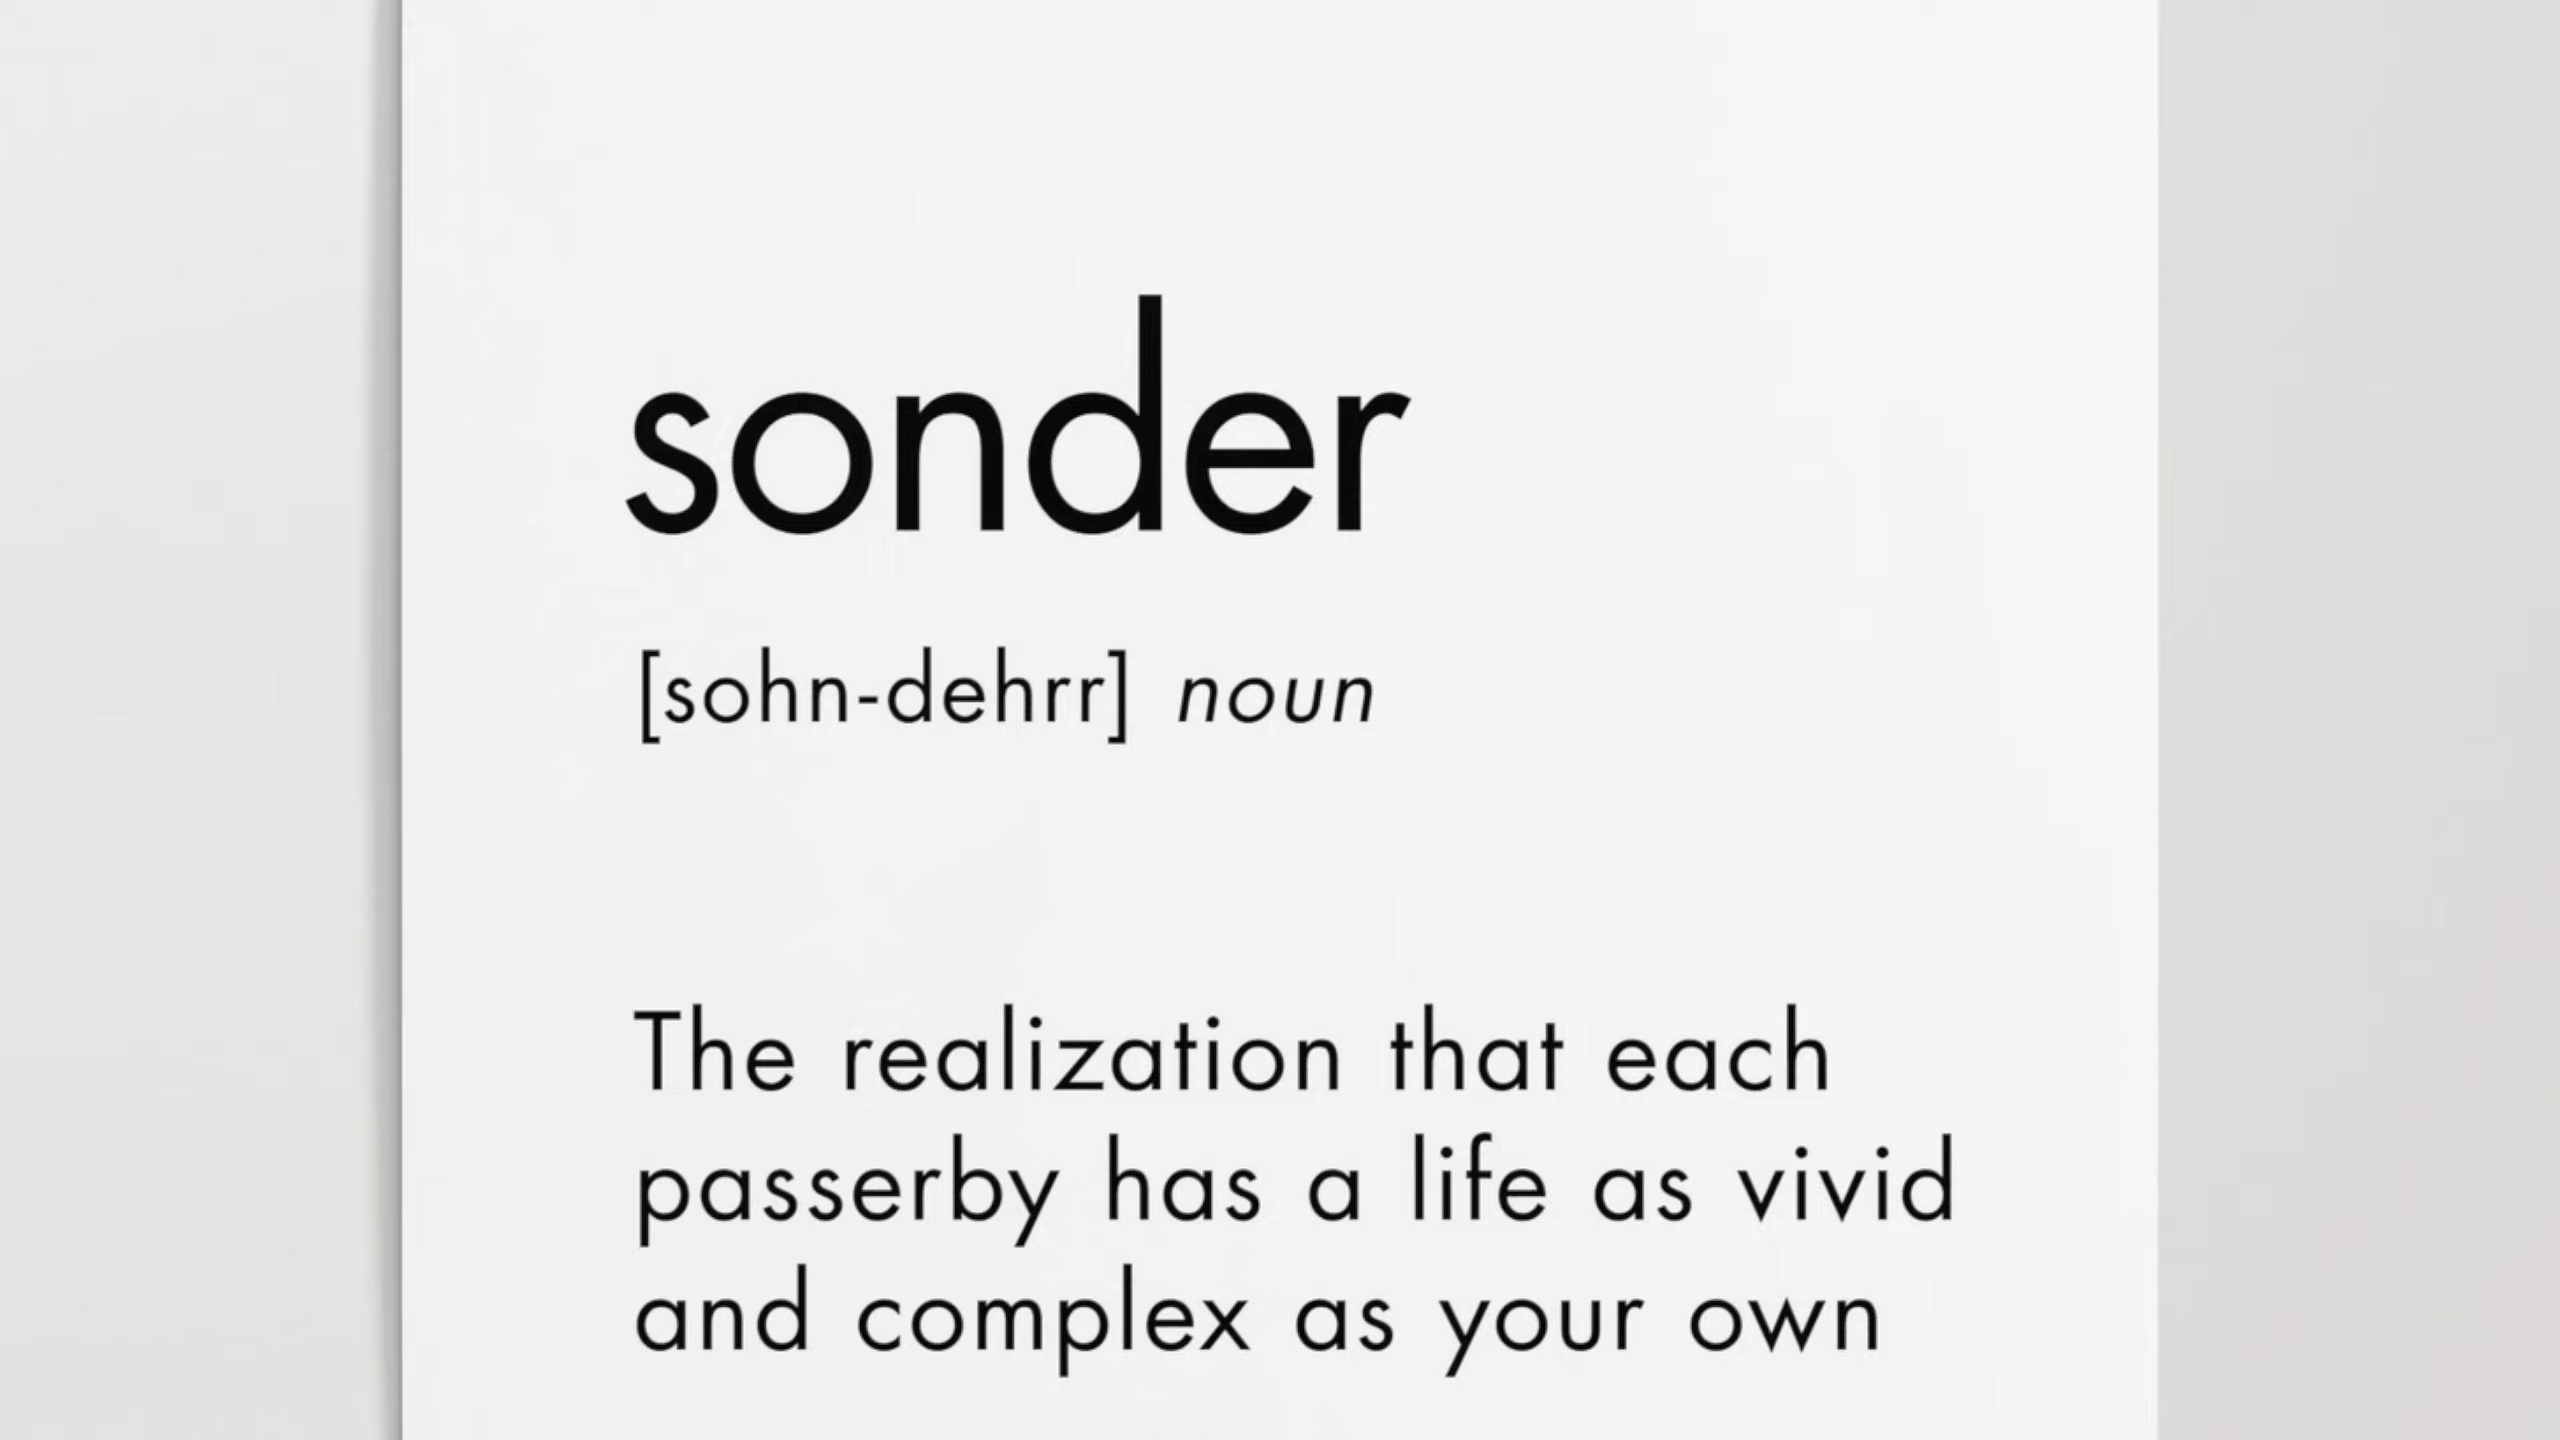 sonder
[sohn-dehrr] noun
The realization that each
passerby has a life as vivid
and complex as your own